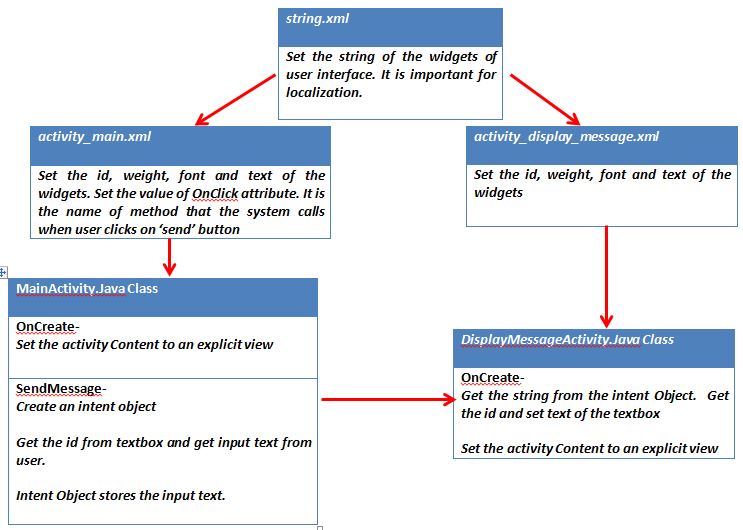 string.xml
Set the string of the widgets of
user interface. It is important for
localization.
activity_main.xml
Set the id, weight, font and text of the
widgets. Set the value of OnClick attribute. It is
the name of method that the system calls
when user clicks on ‘send’ button
activity_display_message.xml
Set the id, weight, font and text of the
widgets
MainActivity.Java Class
OnCreate-
Set the activity Content to an explicit view
SendMessage-
Create an intent object
Get the id from textbox and get input text from
user.
Intent Object stores the input text.
DisplayMessageActivity.Java Class
OnCreate-
Get the string from the intent Object. Get
the id and set text of the textbox
Set the activity Content to an explicit view